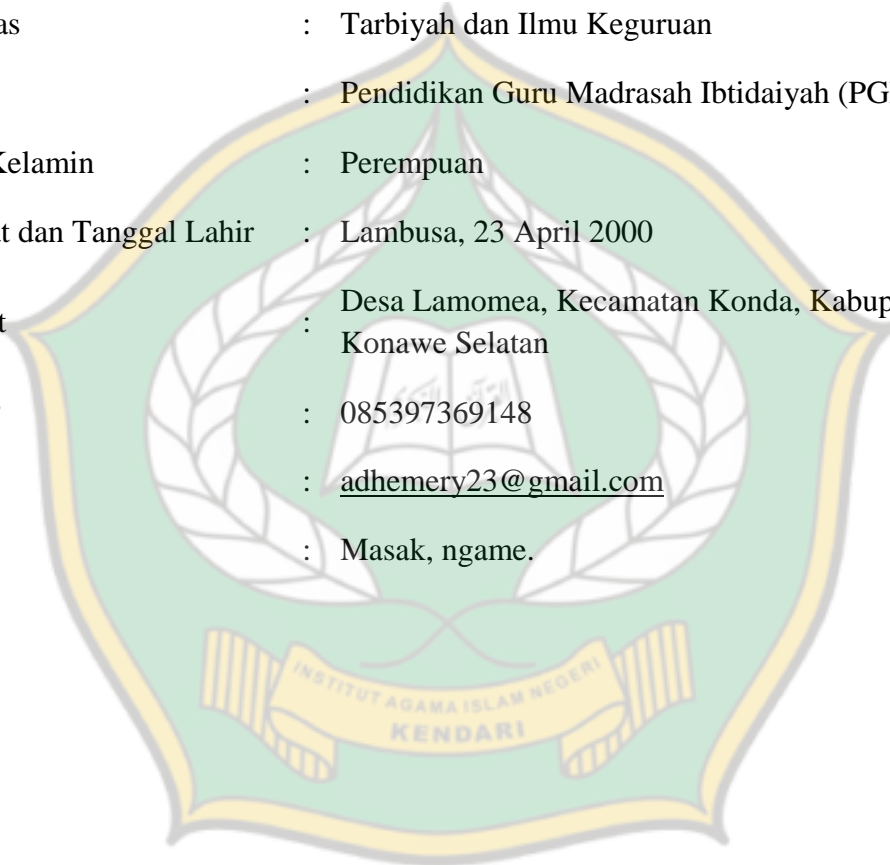 as : Tarbiyah dan Ilmu Keguruan
: Pendidikan Guru Madrasah Ibtidaiyah (PG
Kelamin : Perempuan
t dan Tanggal Lahir : Lambusa, 23 April 2000
t : Desa Lamomea, Kecamatan Konda, Kabup
Konawe Selatan
: 085397369148
: adhemery23@gmail.com
: Masak, ngame.
INSTITUT AGAMA ISLAM NEGERI
KENDARI